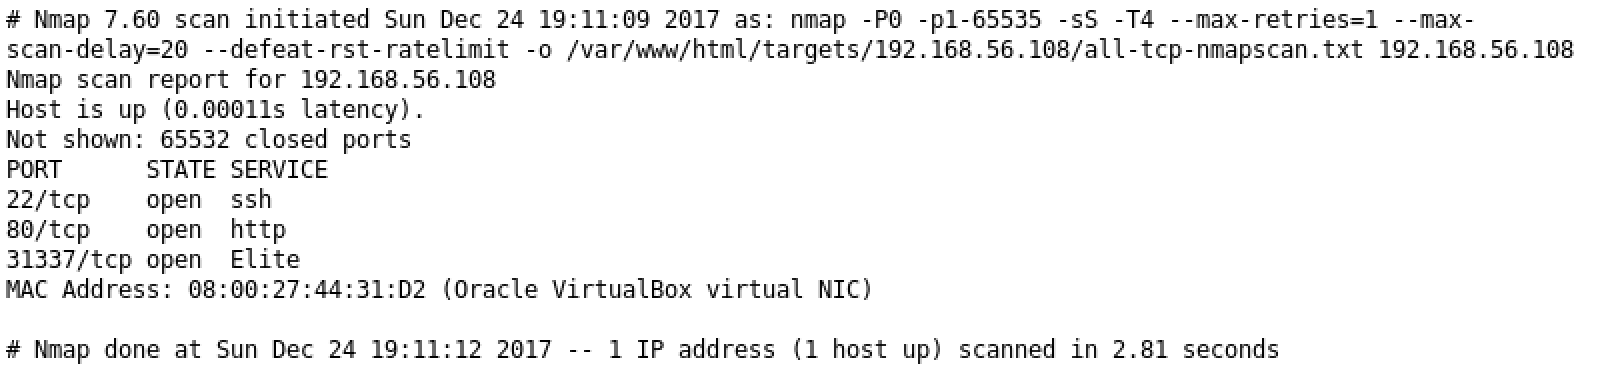 # Nmap 7.60 scan initiated Sun Dec 24 19:11:09 2017 as: nmap -P0 -p1-65535 -sS -T4 --max-retries=1 --max-
scan-delay=20 --defeat-rst-ratelimit -o /var/www/html/targets/192.168.56.108/all-tcp-nmapscan.txt 192.168.56.108
Nmap scan report for 192.168.56.108
Host is up (0.00011s latency).
Not shown: 65532 closed ports
PORT      STATE SERVICE
22/tcp    open  ssh
80/tcp    open  http
31337/tcp open  Elite
MAC Address: 08:00:27:44:31:D2 (Oracle VirtualBox virtual NIC)

# Nmap done at Sun Dec 24 19:11:12 2017 -- 1 IP address (1 host up) scanned in 2.81 seconds